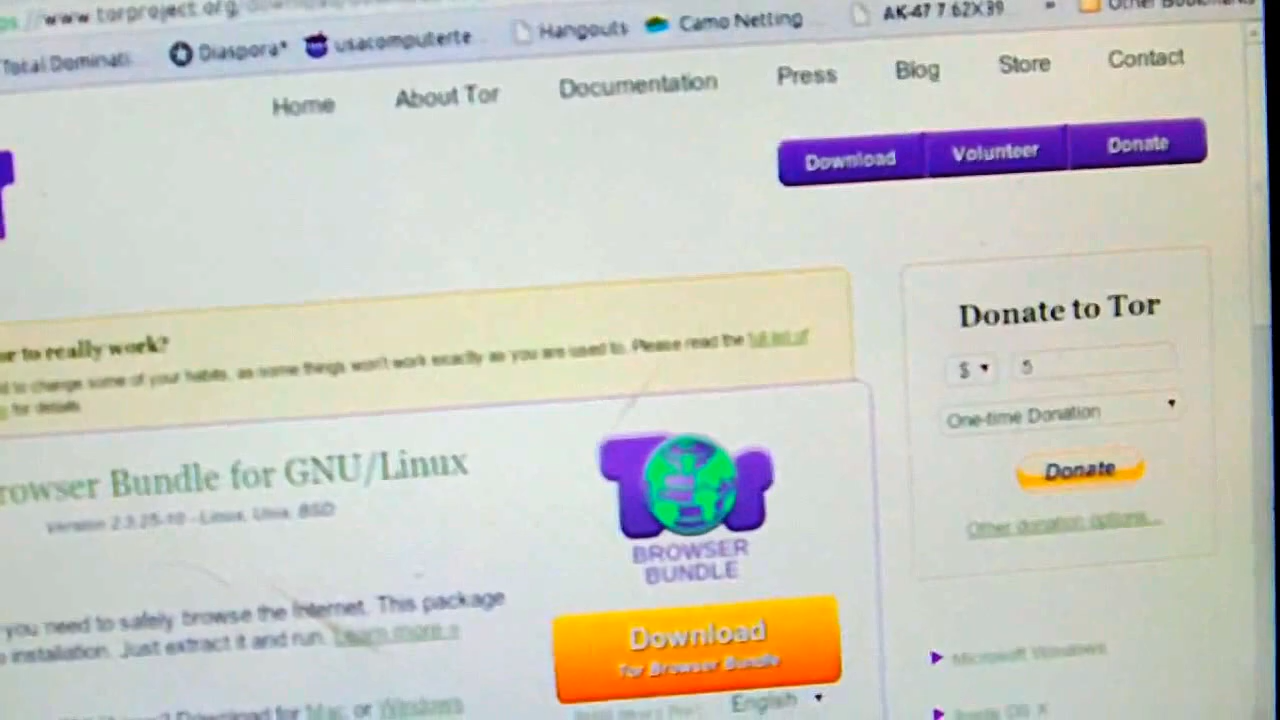 www.torproject.org
Total Dominati Diaspora* usacomputerte... Hangouts Camo Netting AK-47 7.62X39... » Other Bookmarks
Home About Tor Documentation Press Blog Store Contact
Download Volunteer Donate
or to really work?
d to change some of your habits, as some things won't work exactly as you are used to. Please read the full list of
for details
Donate to Tor
$ 5
One-time Donation
Donate
Other donation options...
rowser Bundle for GNU/Linux
Version 2.3.25-10 - Linux, Unix, BSD
Tor
BROWSER
BUNDLE
you need to safely browse the Internet. This package
installation. Just extract it and run. Learn more »
Download
Tor Browser Bundle
English
Download for Mac or Windows
Microsoft Windows
Apple OS X